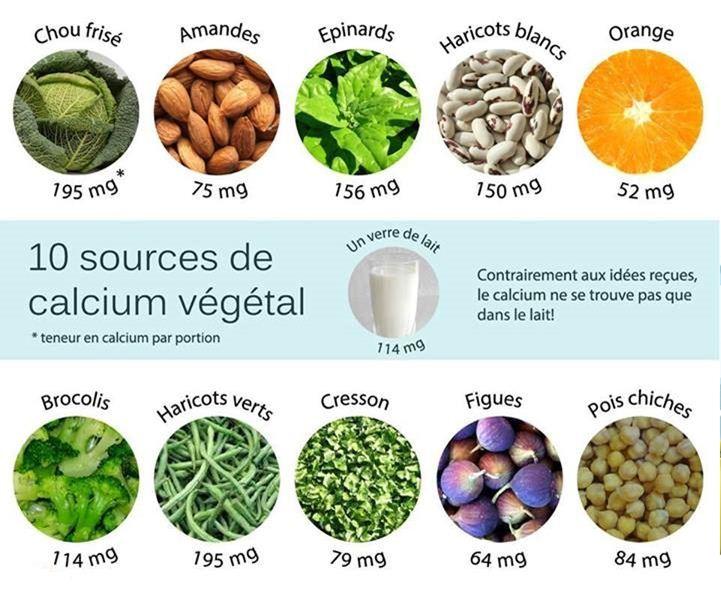 Chou frisé
Amandes
Epinards
Haricots blancs
Orange
195 mg*
75 mg
156 mg
150 mg
52 mg
10 sources de
calcium végétal
* teneur en calcium par portion
Un verre de lait
114 mg
Contrairement aux idées reçues,
le calcium ne se trouve pas que
dans le lait!
Brocolis
Haricots verts
Cresson
Figues
Pois chiches
114 mg
195 mg
79 mg
64 mg
84 mg